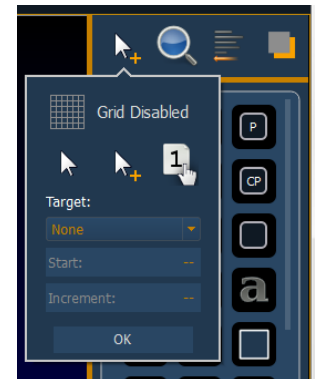 Grid Disabled
P
1
CP
Target:
None
Start: --
a
Increment: --
OK